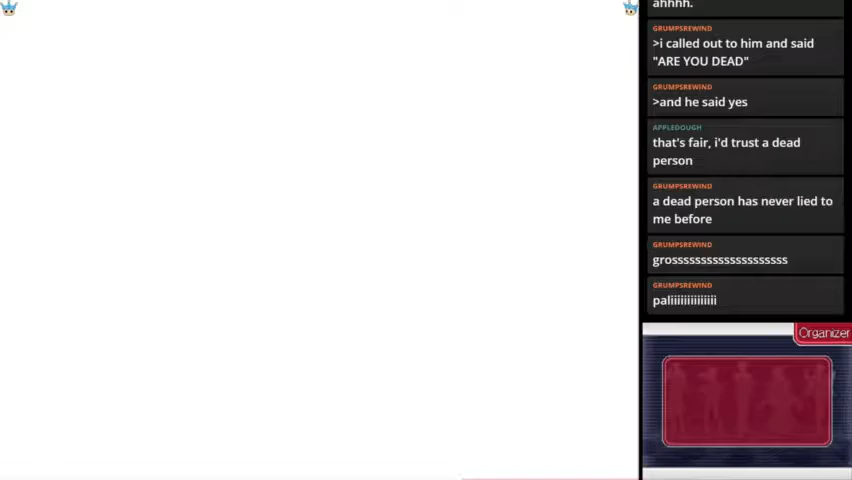 ahhhh.
GRUMPSREWIND
>i called out to him and said
"ARE YOU DEAD"
GRUMPSREWIND
>and he said yes
APPLEDOUGH
that's fair, i'd trust a dead
person
GRUMPSREWIND
a dead person has never lied to
me before
GRUMPSREWIND
grosssssssssssssssssssss
GRUMPSREWIND
paliiiiiiiiiiiiiii
Organizer